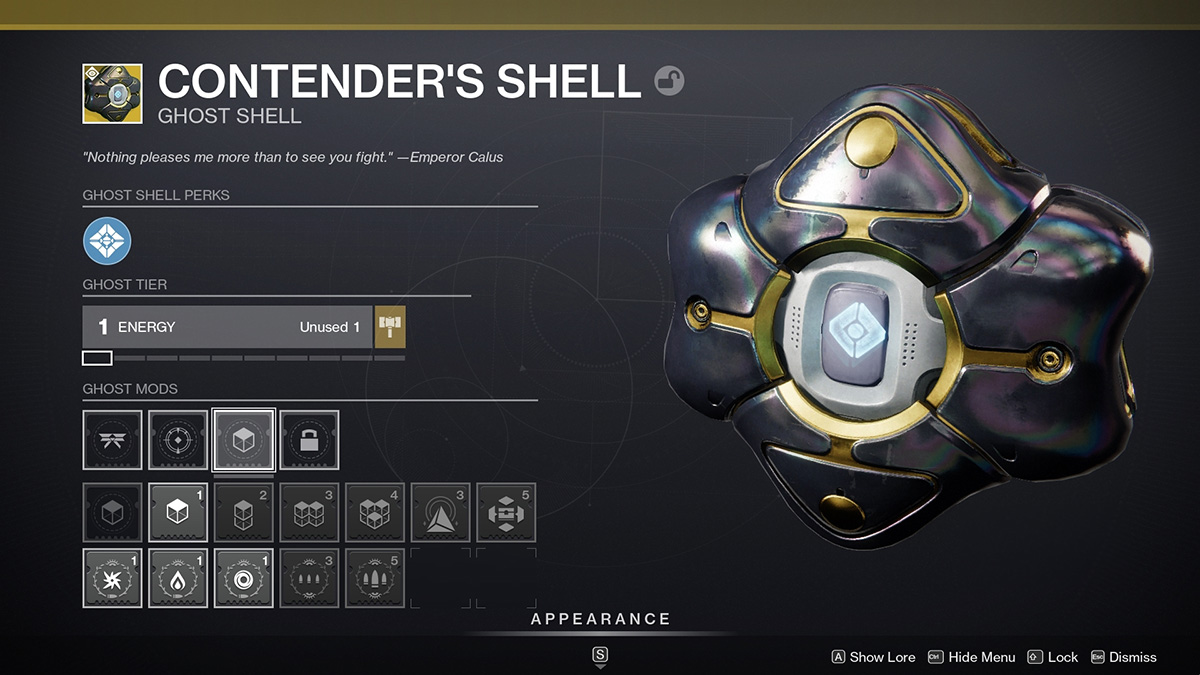 CONTENDER'S SHELL
GHOST SHELL
"Nothing pleases me more than to see you fight." —Emperor Calus
GHOST SHELL PERKS
GHOST TIER
1 ENERGY Unused 1
GHOST MODS
1 2 3 4 3 5
1 1 1 3 5
APPEARANCE
S
A Show Lore Ctrl Hide Menu Lock Esc Dismiss